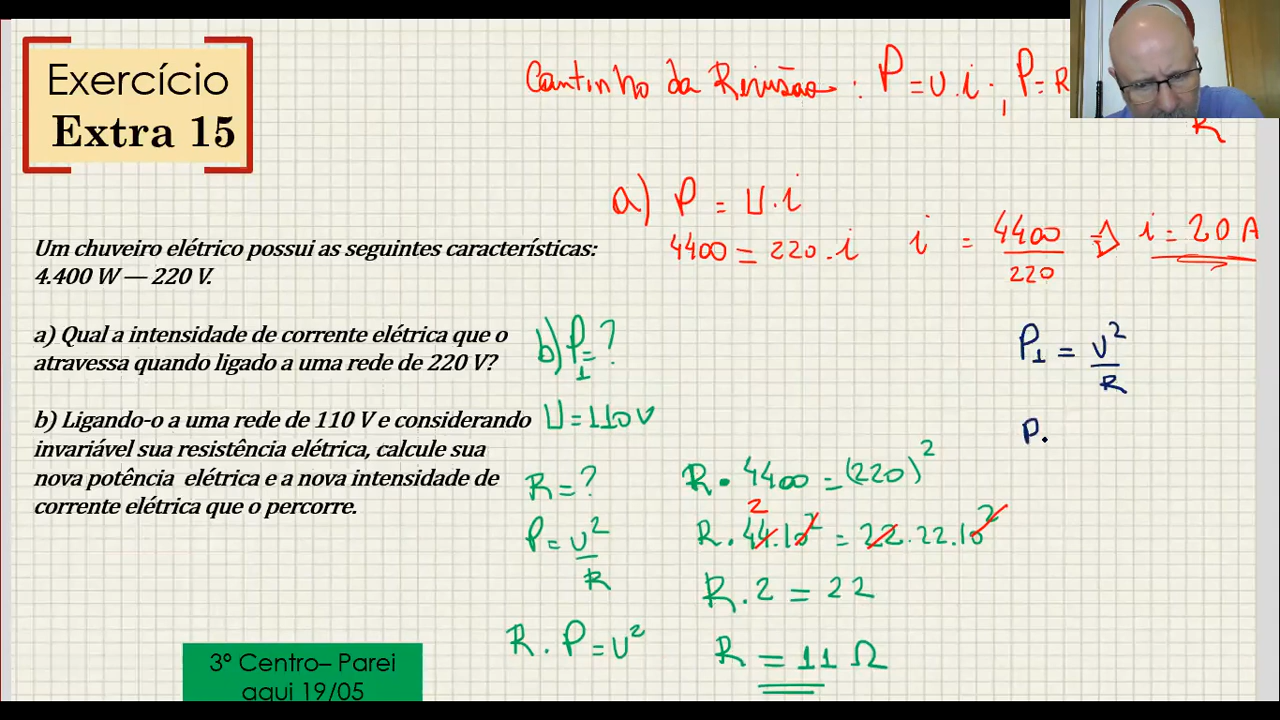 Exercício
Extra 15
Cantinho da Revisão : P = U . i ; P = R
R
Um chuveiro elétrico possui as seguintes características:
4.400 W — 220 V.
a) Qual a intensidade de corrente elétrica que o
atravessa quando ligado a uma rede de 220 V?
b) Ligando-o a uma rede de 110 V e considerando
invariável sua resistência elétrica, calcule sua
nova potência elétrica e a nova intensidade de
corrente elétrica que o percorre.
a) P = U . i
4400 = 220 . i
i = 4400 / 220 ⇒ i = 20 A
b) P₁ = ?
U = 110 V
R = ?
P = U² / R
R . P = U²
R . 4400 = (220)²
R . 44 . 10² = 22 . 22 . 10²
2
R . 2 = 22
R = 11 Ω
P₁ = U² / R
P
3º Centro– Parei
aqui 19/05